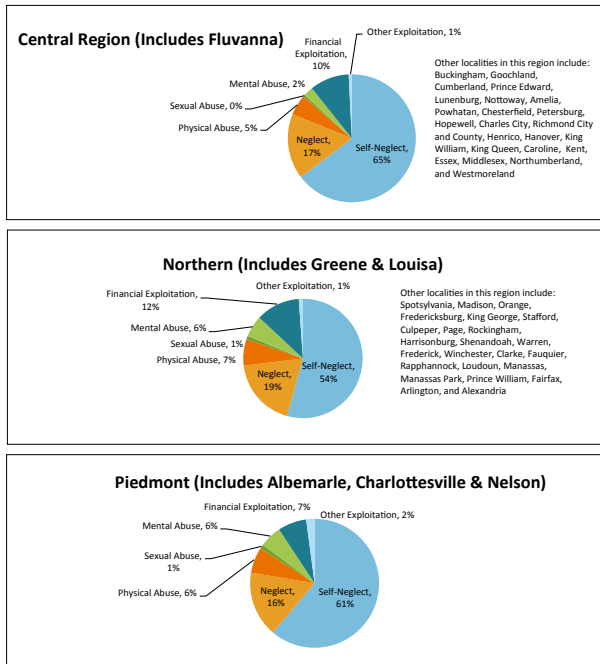 Central Region (Includes Fluvanna)
Other Exploitation, 1%
Financial
Exploitation,
10%
Mental Abuse, 2%
Sexual Abuse, 0%
Physical Abuse, 5%
Neglect,
17%
Self-Neglect,
65%
Other localities in this region include:
Buckingham, Goochland,
Cumberland, Prince Edward,
Lunenburg, Nottoway, Amelia,
Powhatan, Chesterfield, Petersburg,
Hopewell, Charles City, Richmond City
and County, Henrico, Hanover, King
William, King Queen, Caroline, Kent,
Essex, Middlesex, Northumberland,
and Westmoreland
Northern (Includes Greene & Louisa)
Other Exploitation, 1%
Financial Exploitation,
12%
Mental Abuse, 6%
Sexual Abuse, 1%
Physical Abuse, 7%
Neglect,
19%
Self-Neglect,
54%
Other localities in this region include:
Spotsylvania, Madison, Orange,
Fredericksburg, King George, Stafford,
Culpeper, Page, Rockingham,
Harrisonburg, Shenandoah, Warren,
Frederick, Winchester, Clarke, Fauquier,
Rapphannock, Loudoun, Manassas,
Manassas Park, Prince William, Fairfax,
Arlington, and Alexandria
Piedmont (Includes Albemarle, Charlottesville & Nelson)
Financial Exploitation, 7%
Other Exploitation, 2%
Mental Abuse, 6%
Sexual Abuse,
1%
Physical Abuse, 6%
Neglect,
16%
Self-Neglect,
61%